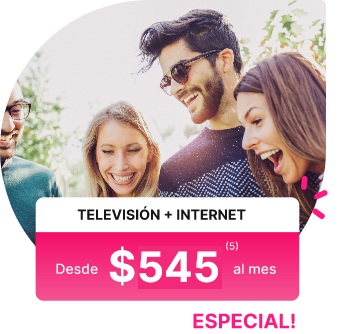 TELEVISIÓN + INTERNET
Desde $545 (5) al mes
ESPECIAL!